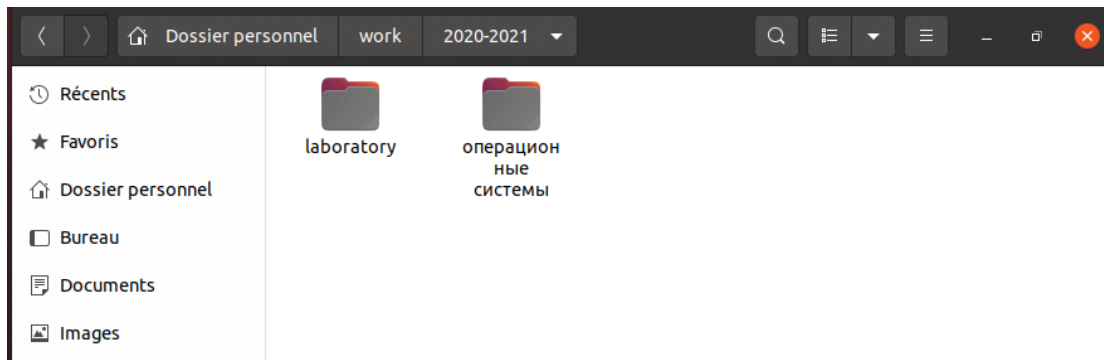 Dossier personnel work 2020-2021
Récents
Favoris
Dossier personnel
Bureau
Documents
Images
laboratory
операцион
ные
системы